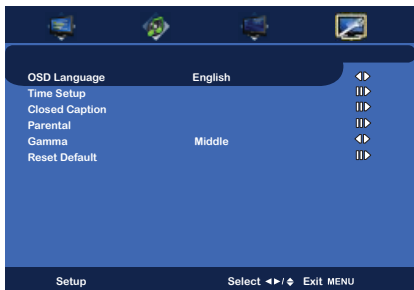 OSD Language English
Time Setup
Closed Caption
Parental
Gamma Middle
Reset Default
Setup Select ◄►/♦ Exit MENU